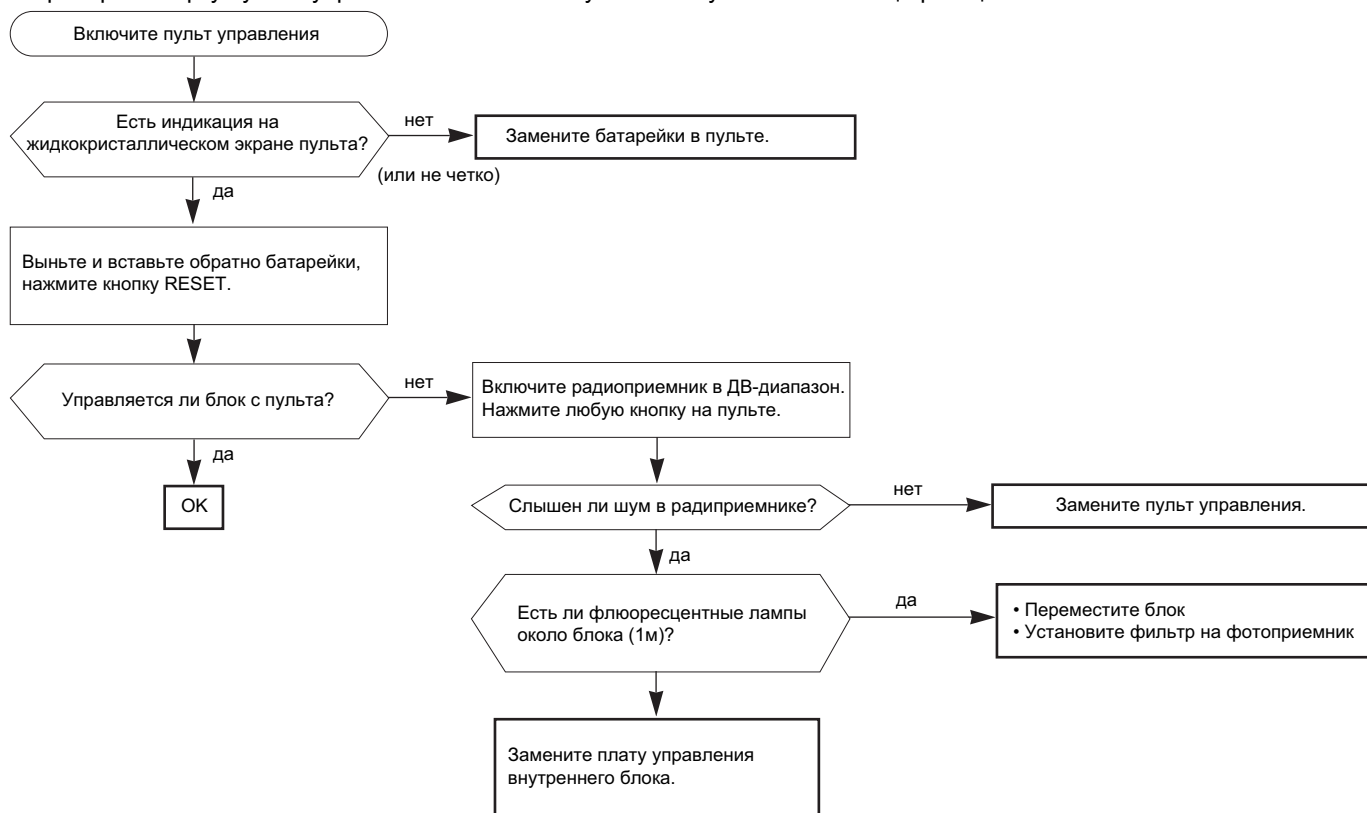 Включите пульт управления
Есть индикация на
жидкокристаллическом экране пульта?
нет
Замените батарейки в пульте.
(или не четко)
да
Выньте и вставьте обратно батарейки,
нажмите кнопку RESET.
Управляется ли блок с пульта?
нет
Включите радиоприемник в ДВ-диапазон.
Нажмите любую кнопку на пульте.
да
OK
Слышен ли шум в радиприемнике?
нет
Замените пульт управления.
да
Есть ли флюоресцентные лампы
около блока (1м)?
да
• Переместите блок
• Установите фильтр на фотоприемник
Замените плату управления
внутреннего блока.